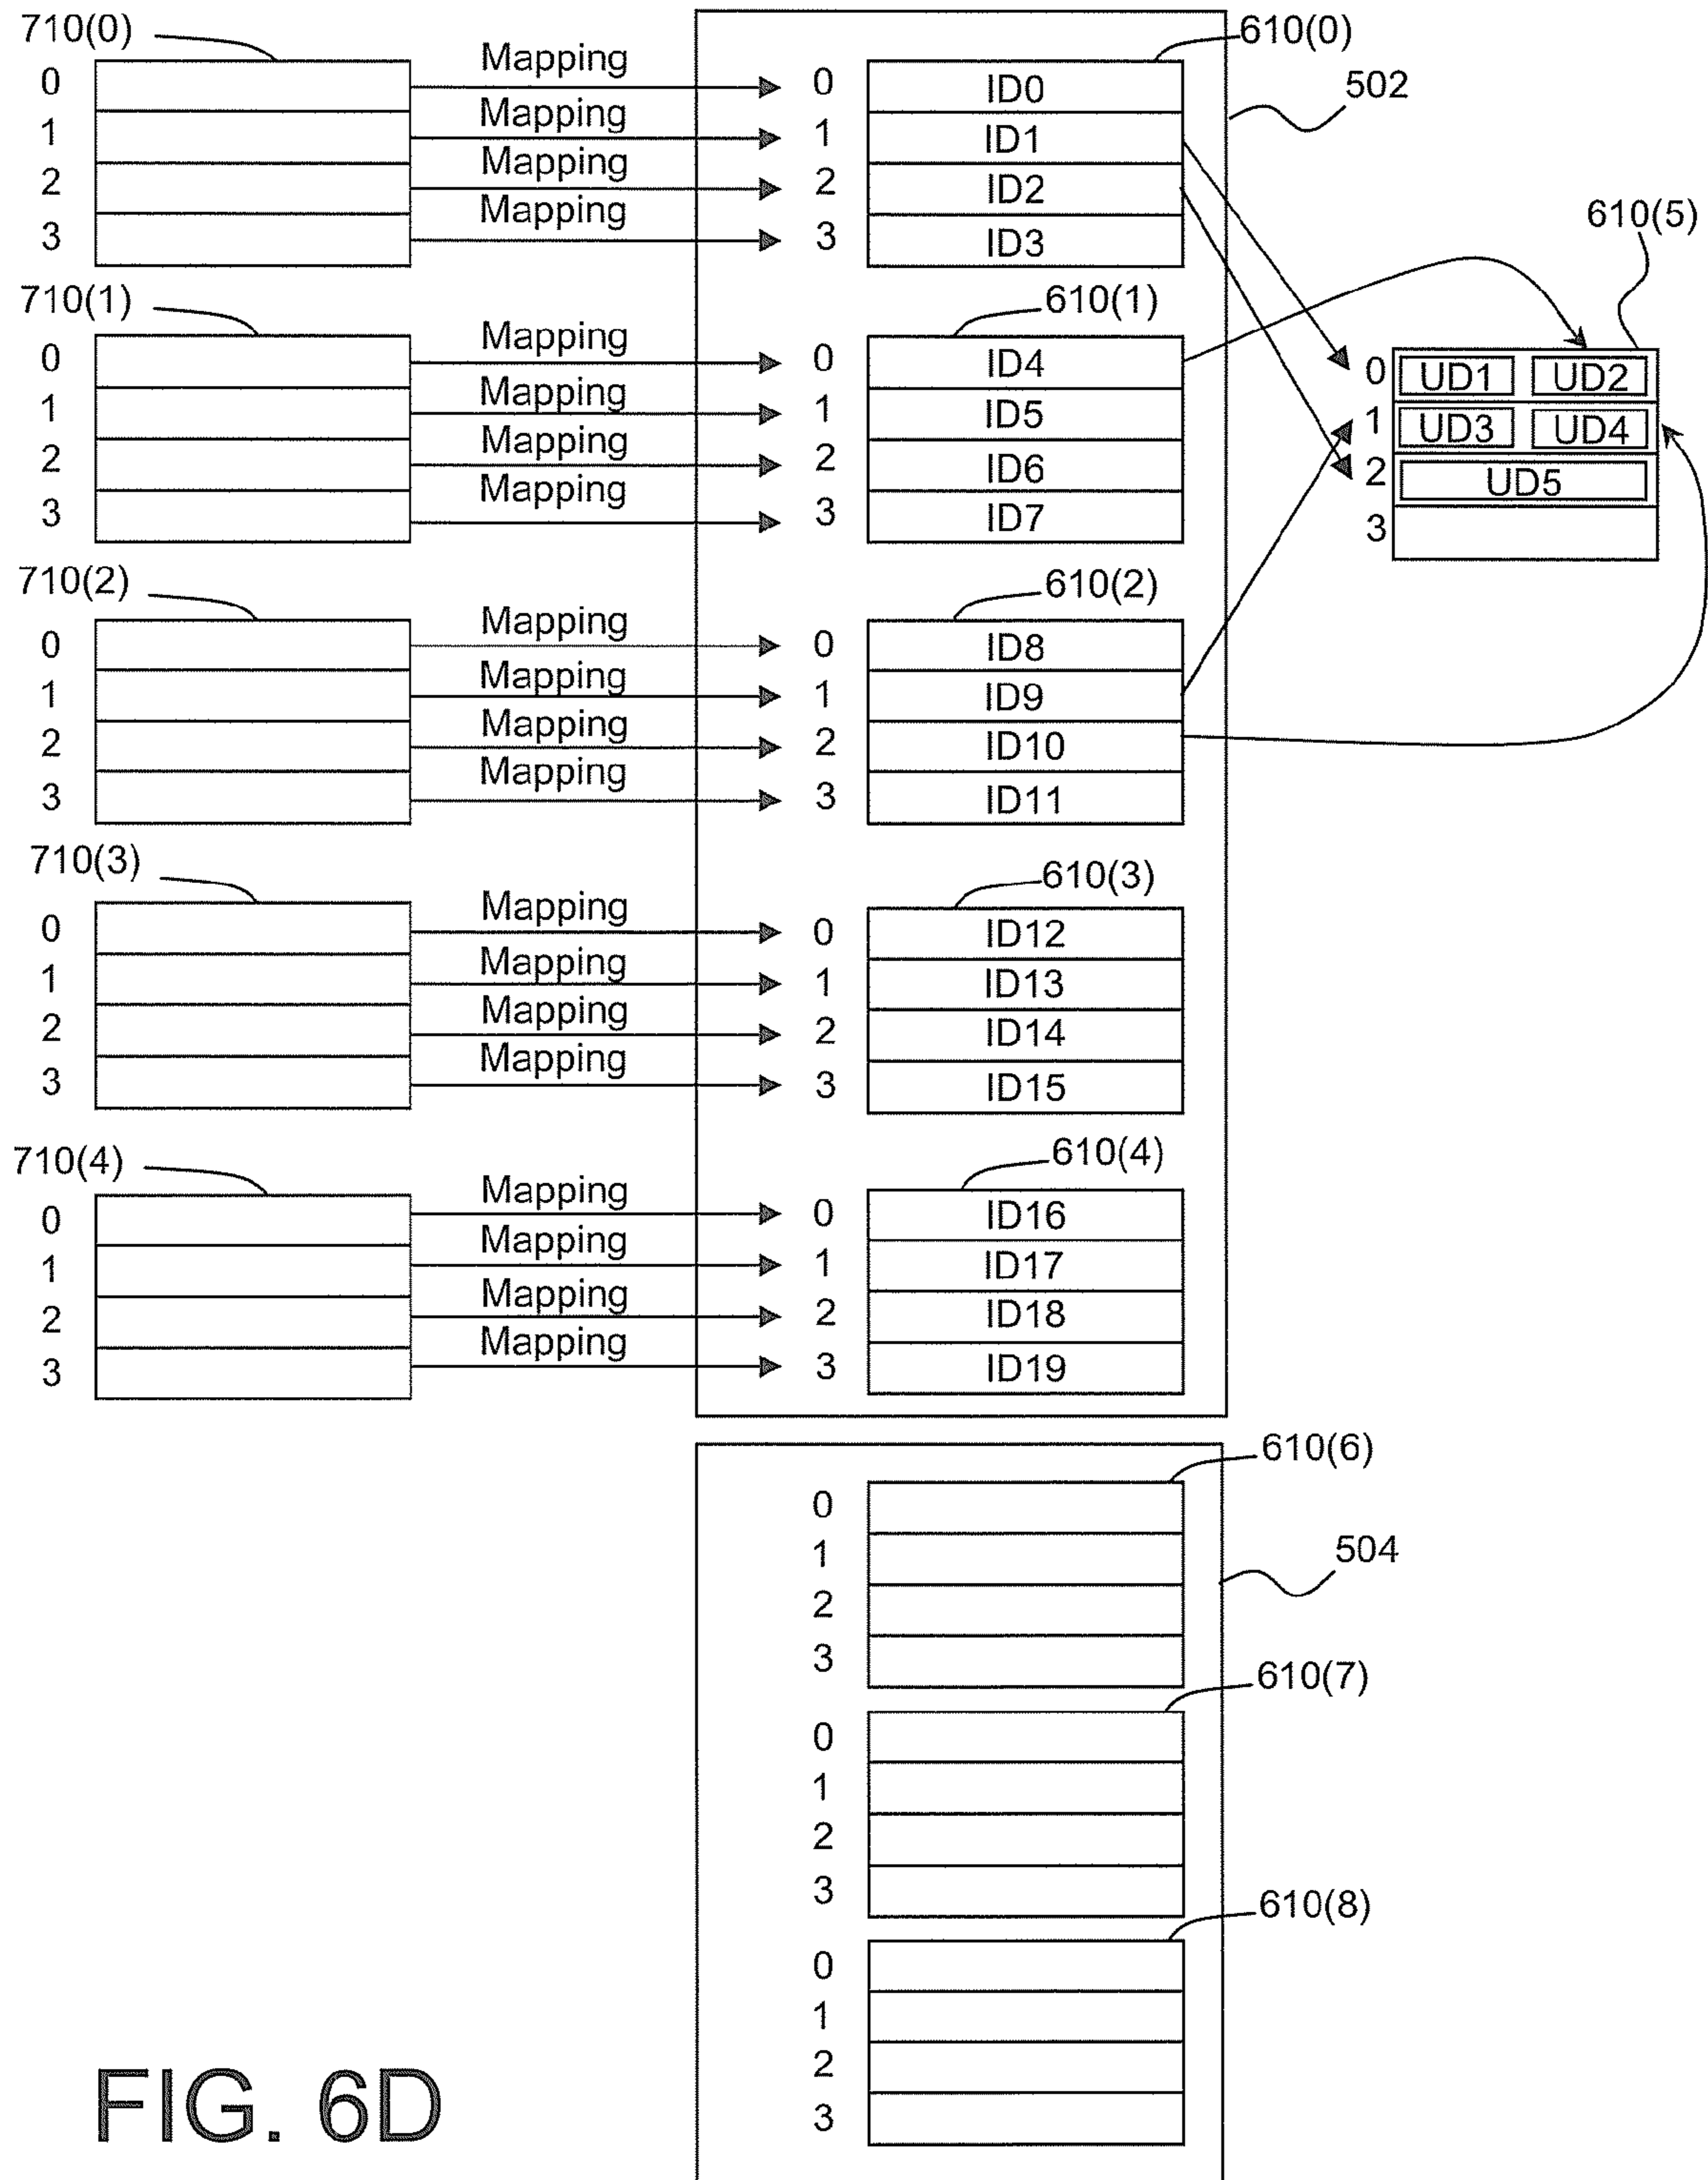 710(0) Mapping 610(0)
0 0 ID0 502
Mapping
1 1 ID1
Mapping
2 2 ID2
Mapping 610(5)
3 3 ID3
710(1) Mapping 610(1)
0 0 ID4 0 UD1 UD2
Mapping
1 1 ID5 1 UD3 UD4
Mapping
2 2 ID6 2 UD5
Mapping
3 3 ID7 3
710(2) Mapping 610(2)
0 0 ID8
Mapping
1 1 ID9
Mapping
2 2 ID10
Mapping
3 3 ID11
710(3) 610(3)
Mapping
0 0 ID12
Mapping
1 1 ID13
Mapping
2 2 ID14
Mapping
3 3 ID15
710(4) 610(4)
Mapping
0 0 ID16
Mapping
1 1 ID17
Mapping
2 2 ID18
Mapping
3 3 ID19
610(6)
0
1 504
2
3
610(7)
0
1
2
3
610(8)
0
1
2
3
FIG. 6D